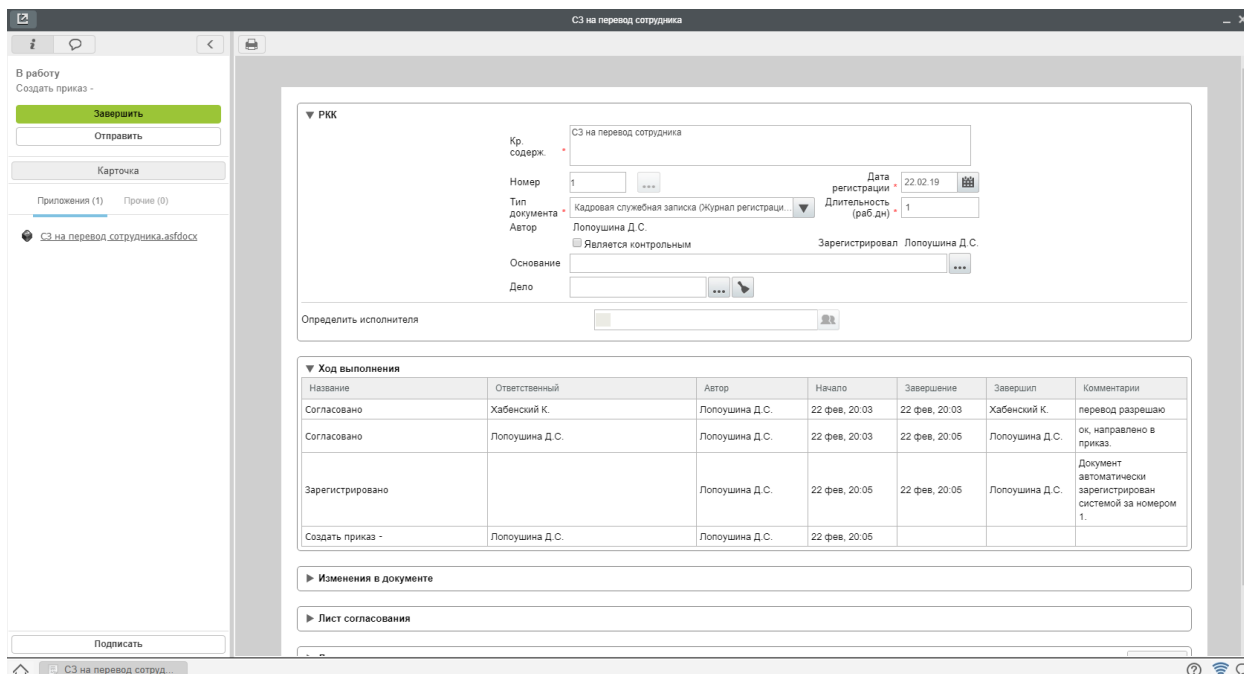 СЗ на перевод сотрудника
i
В работу
Создать приказ -
Завершить
Отправить
Карточка
Приложения (1) Прочие (0)
СЗ на перевод сотрудника.asfdocx
Подписать
РКК
Кр. содерж. * СЗ на перевод сотрудника
Номер 1 ... Дата регистрации * 22.02.19
Тип документа * Кадровая служебная записка (Журнал регистраци... Длительность (раб.дн) * 1
Автор Лопоушина Д.С.
Является контрольным Зарегистрировал Лопоушина Д.С.
Основание ...
Дело ...
Определить исполнителя
Ход выполнения
Название Ответственный Автор Начало Завершение Завершил Комментарии
Согласовано Хабенский К. Лопоушина Д.С. 22 фев, 20:03 22 фев, 20:03 Хабенский К. перевод разрешаю
Согласовано Лопоушина Д.С. Лопоушина Д.С. 22 фев, 20:03 22 фев, 20:05 Лопоушина Д.С. ок, направлено в приказ.
Зарегистрировано Лопоушина Д.С. 22 фев, 20:05 22 фев, 20:05 Лопоушина Д.С. Документ автоматически зарегистрирован системой за номером 1.
Создать приказ - Лопоушина Д.С. Лопоушина Д.С. 22 фев, 20:05
Изменения в документе
Лист согласования
СЗ на перевод сотруд...